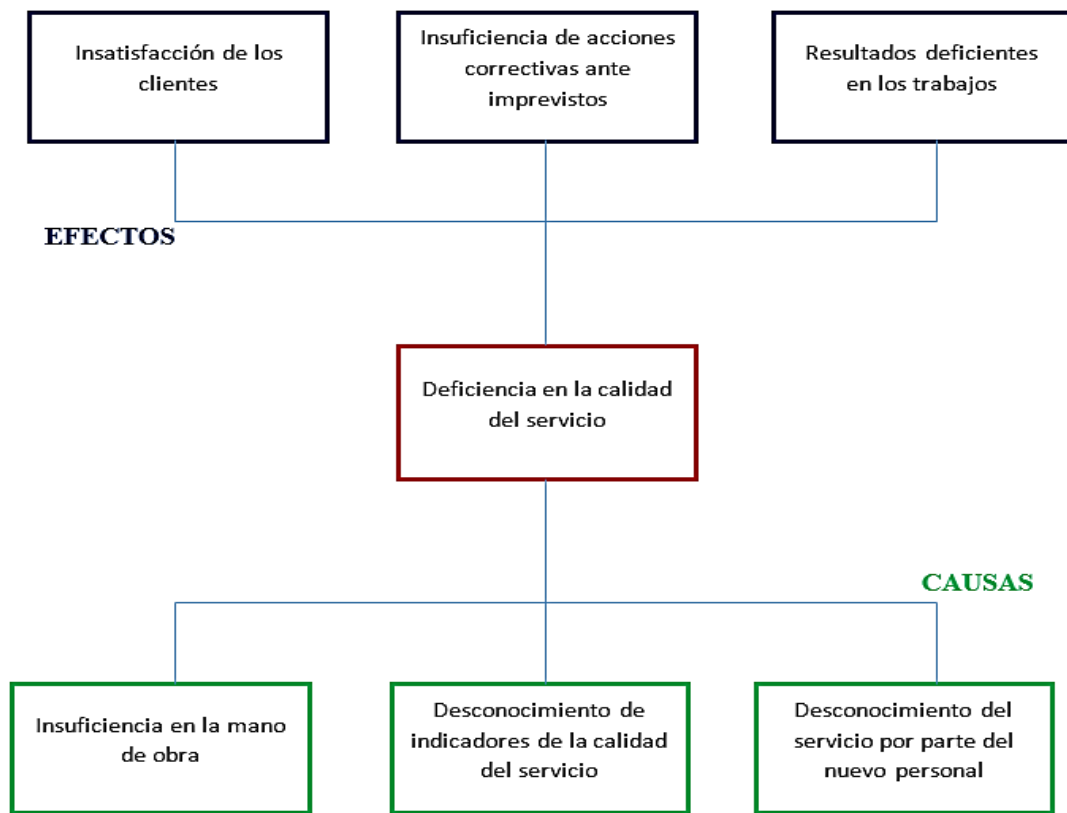 Insatisfacción de los
clientes
Insuficiencia de acciones
correctivas ante
imprevistos
Resultados deficientes
en los trabajos
EFECTOS
Deficiencia en la calidad
del servicio
CAUSAS
Insuficiencia en la mano
de obra
Desconocimiento de
indicadores de la calidad
del servicio
Desconocimiento del
servicio por parte del
nuevo personal